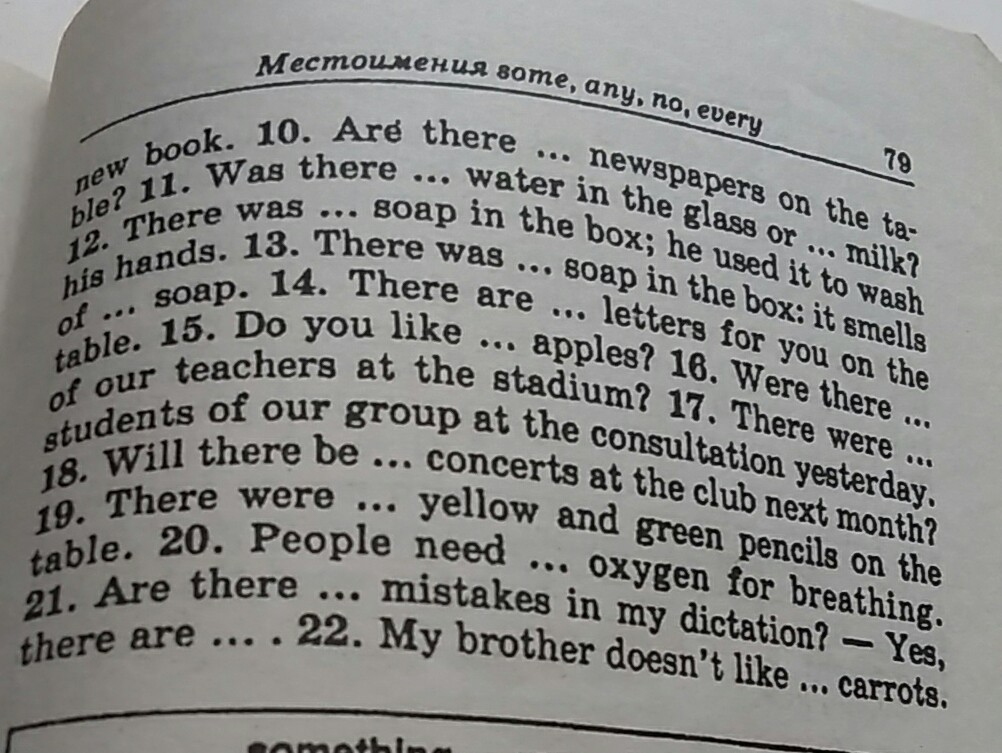 Местоимения some, any, no, every
79
new book. 10. Are there ... newspapers on the ta-
ble? 11. Was there ... water in the glass or ... milk?
12. There was ... soap in the box; he used it to wash
his hands. 13. There was ... soap in the box: it smells
of ... soap. 14. There are ... letters for you on the
table. 15. Do you like ... apples? 16. Were there ...
of our teachers at the stadium? 17. There were ...
students of our group at the consultation yesterday.
18. Will there be ... concerts at the club next month?
19. There were ... yellow and green pencils on the
table. 20. People need ... oxygen for breathing.
21. Are there ... mistakes in my dictation? — Yes,
there are ... . 22. My brother doesn't like ... carrots.
something